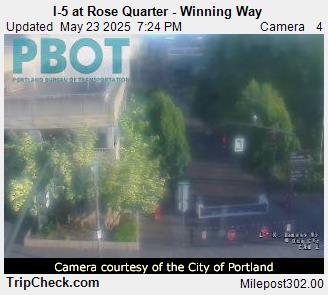 I-5 at Rose Quarter - Winning Way
Updated May 23 2025 7:24 PM Camera 4
PBOT
PORTLAND BUREAU OF TRANSPORTATION
Camera courtesy of the City of Portland
TripCheck.com Milepost302.00